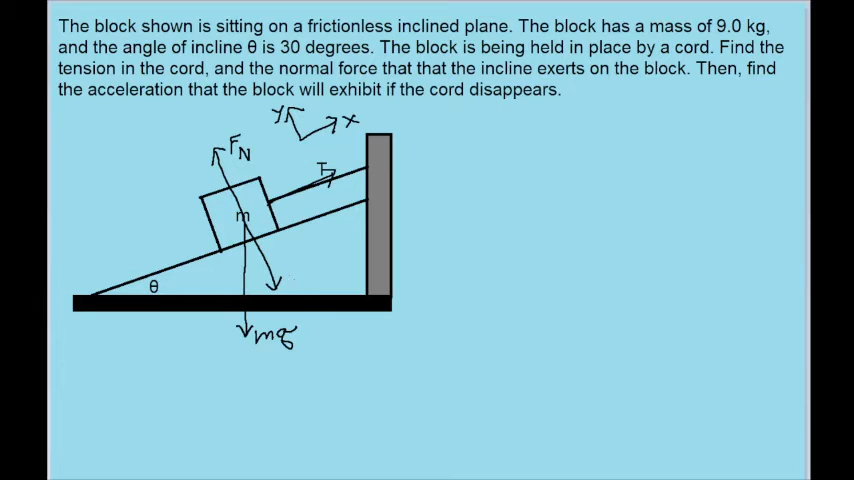 The block shown is sitting on a frictionless inclined plane. The block has a mass of 9.0 kg,
and the angle of incline θ is 30 degrees. The block is being held in place by a cord. Find the
tension in the cord, and the normal force that that the incline exerts on the block. Then, find
the acceleration that the block will exhibit if the cord disappears.
y x
FN
T
m
θ
mg